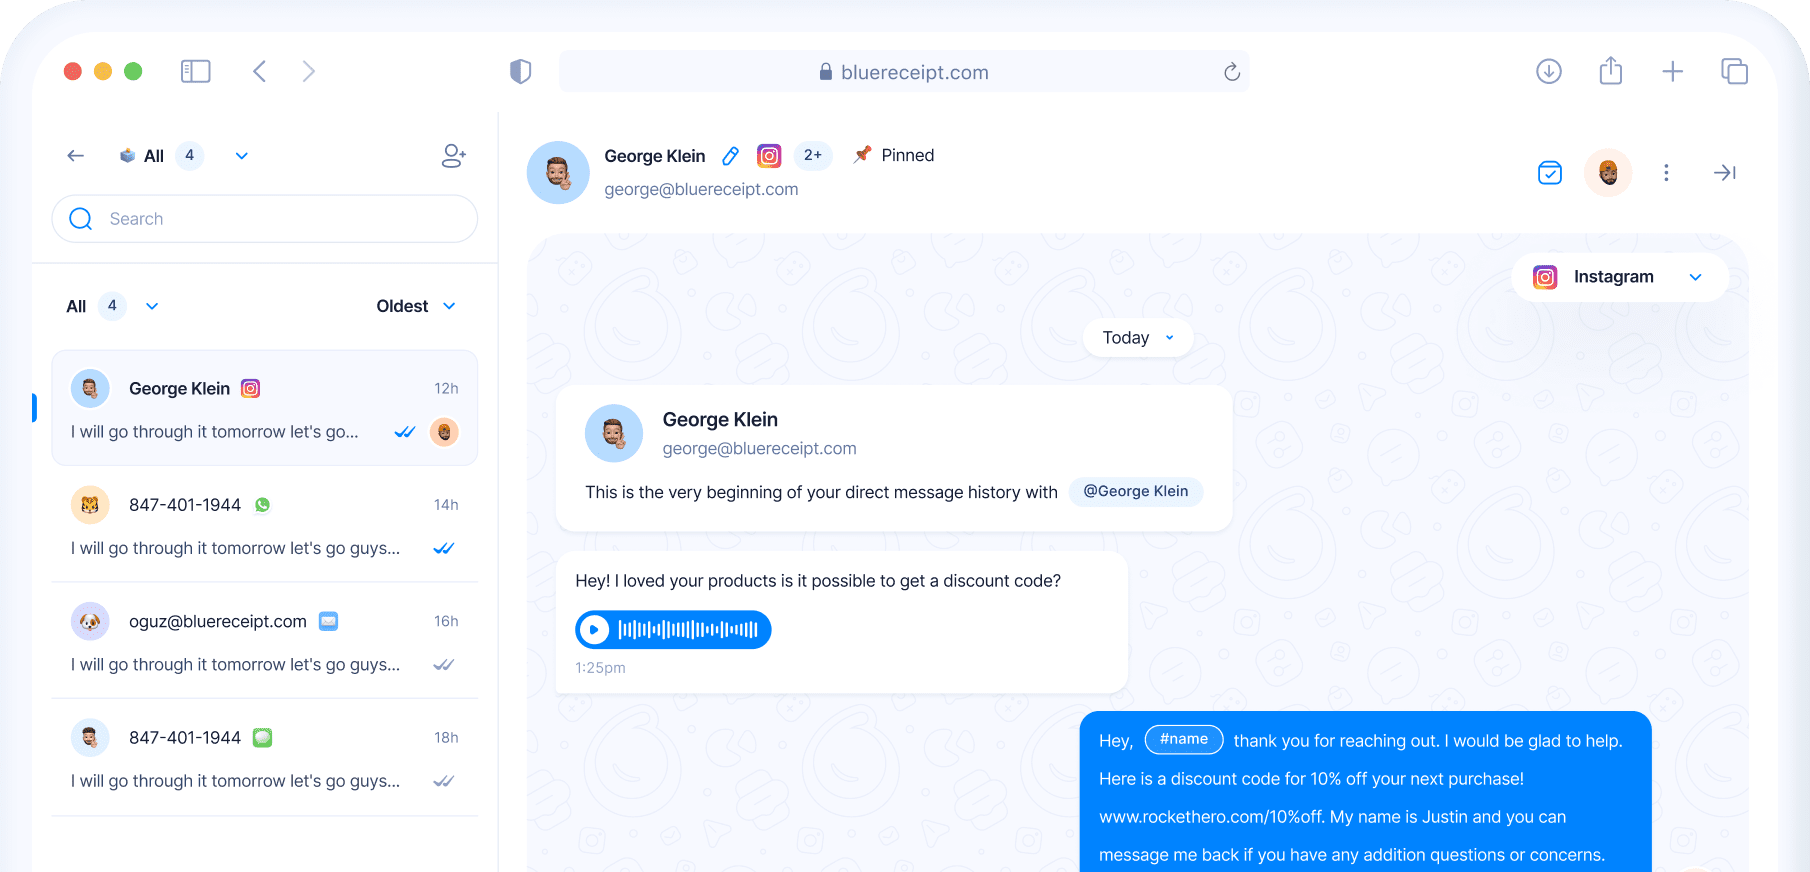 bluereceipt.com
All 4
Search
All 4 Oldest
George Klein 12h
I will go through it tomorrow let's go...
847-401-1944 14h
I will go through it tomorrow let's go guys...
oguz@bluereceipt.com 16h
I will go through it tomorrow let's go guys...
847-401-1944 18h
I will go through it tomorrow let's go guys...
George Klein 2+ Pinned
george@bluereceipt.com
Instagram
Today
George Klein
george@bluereceipt.com
This is the very beginning of your direct message history with @George Klein
Hey! I loved your products is it possible to get a discount code?
1:25pm
Hey, #name thank you for reaching out. I would be glad to help.
Here is a discount code for 10% off your next purchase!
www.rockethero.com/10%off. My name is Justin and you can
message me back if you have any addition questions or concerns.